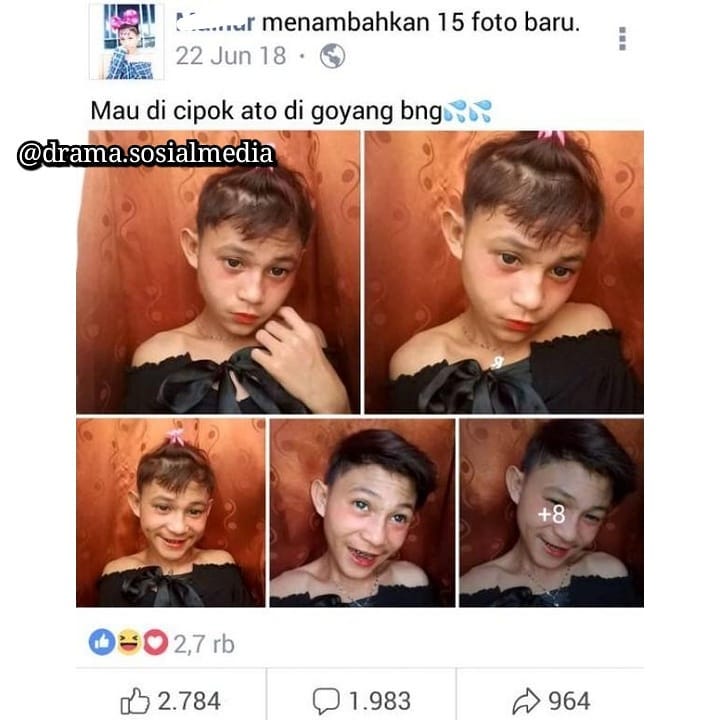 menambahkan 15 foto baru.
22 Jun 18 ·
Mau di cipok ato di goyang bng💦💦
@drama.sosialmedia
+8
2,7 rb
2.784 1.983 964